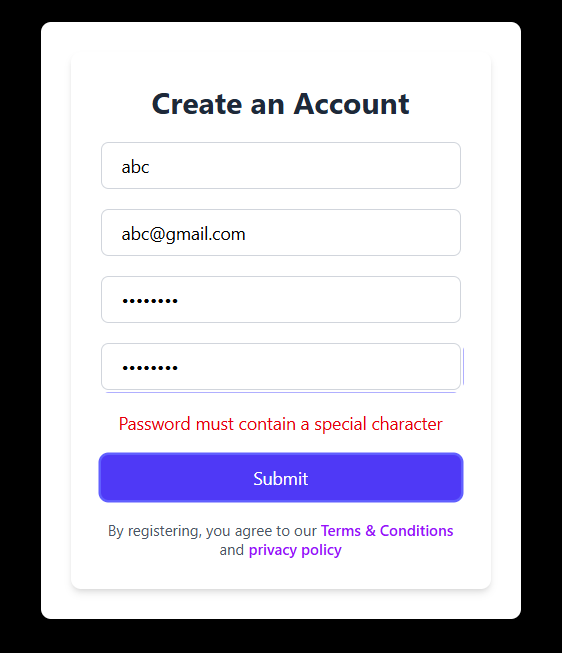 Create an Account
abc
abc@gmail.com
••••••••
••••••••
Password must contain a special character
Submit
By registering, you agree to our Terms & Conditions
and privacy policy